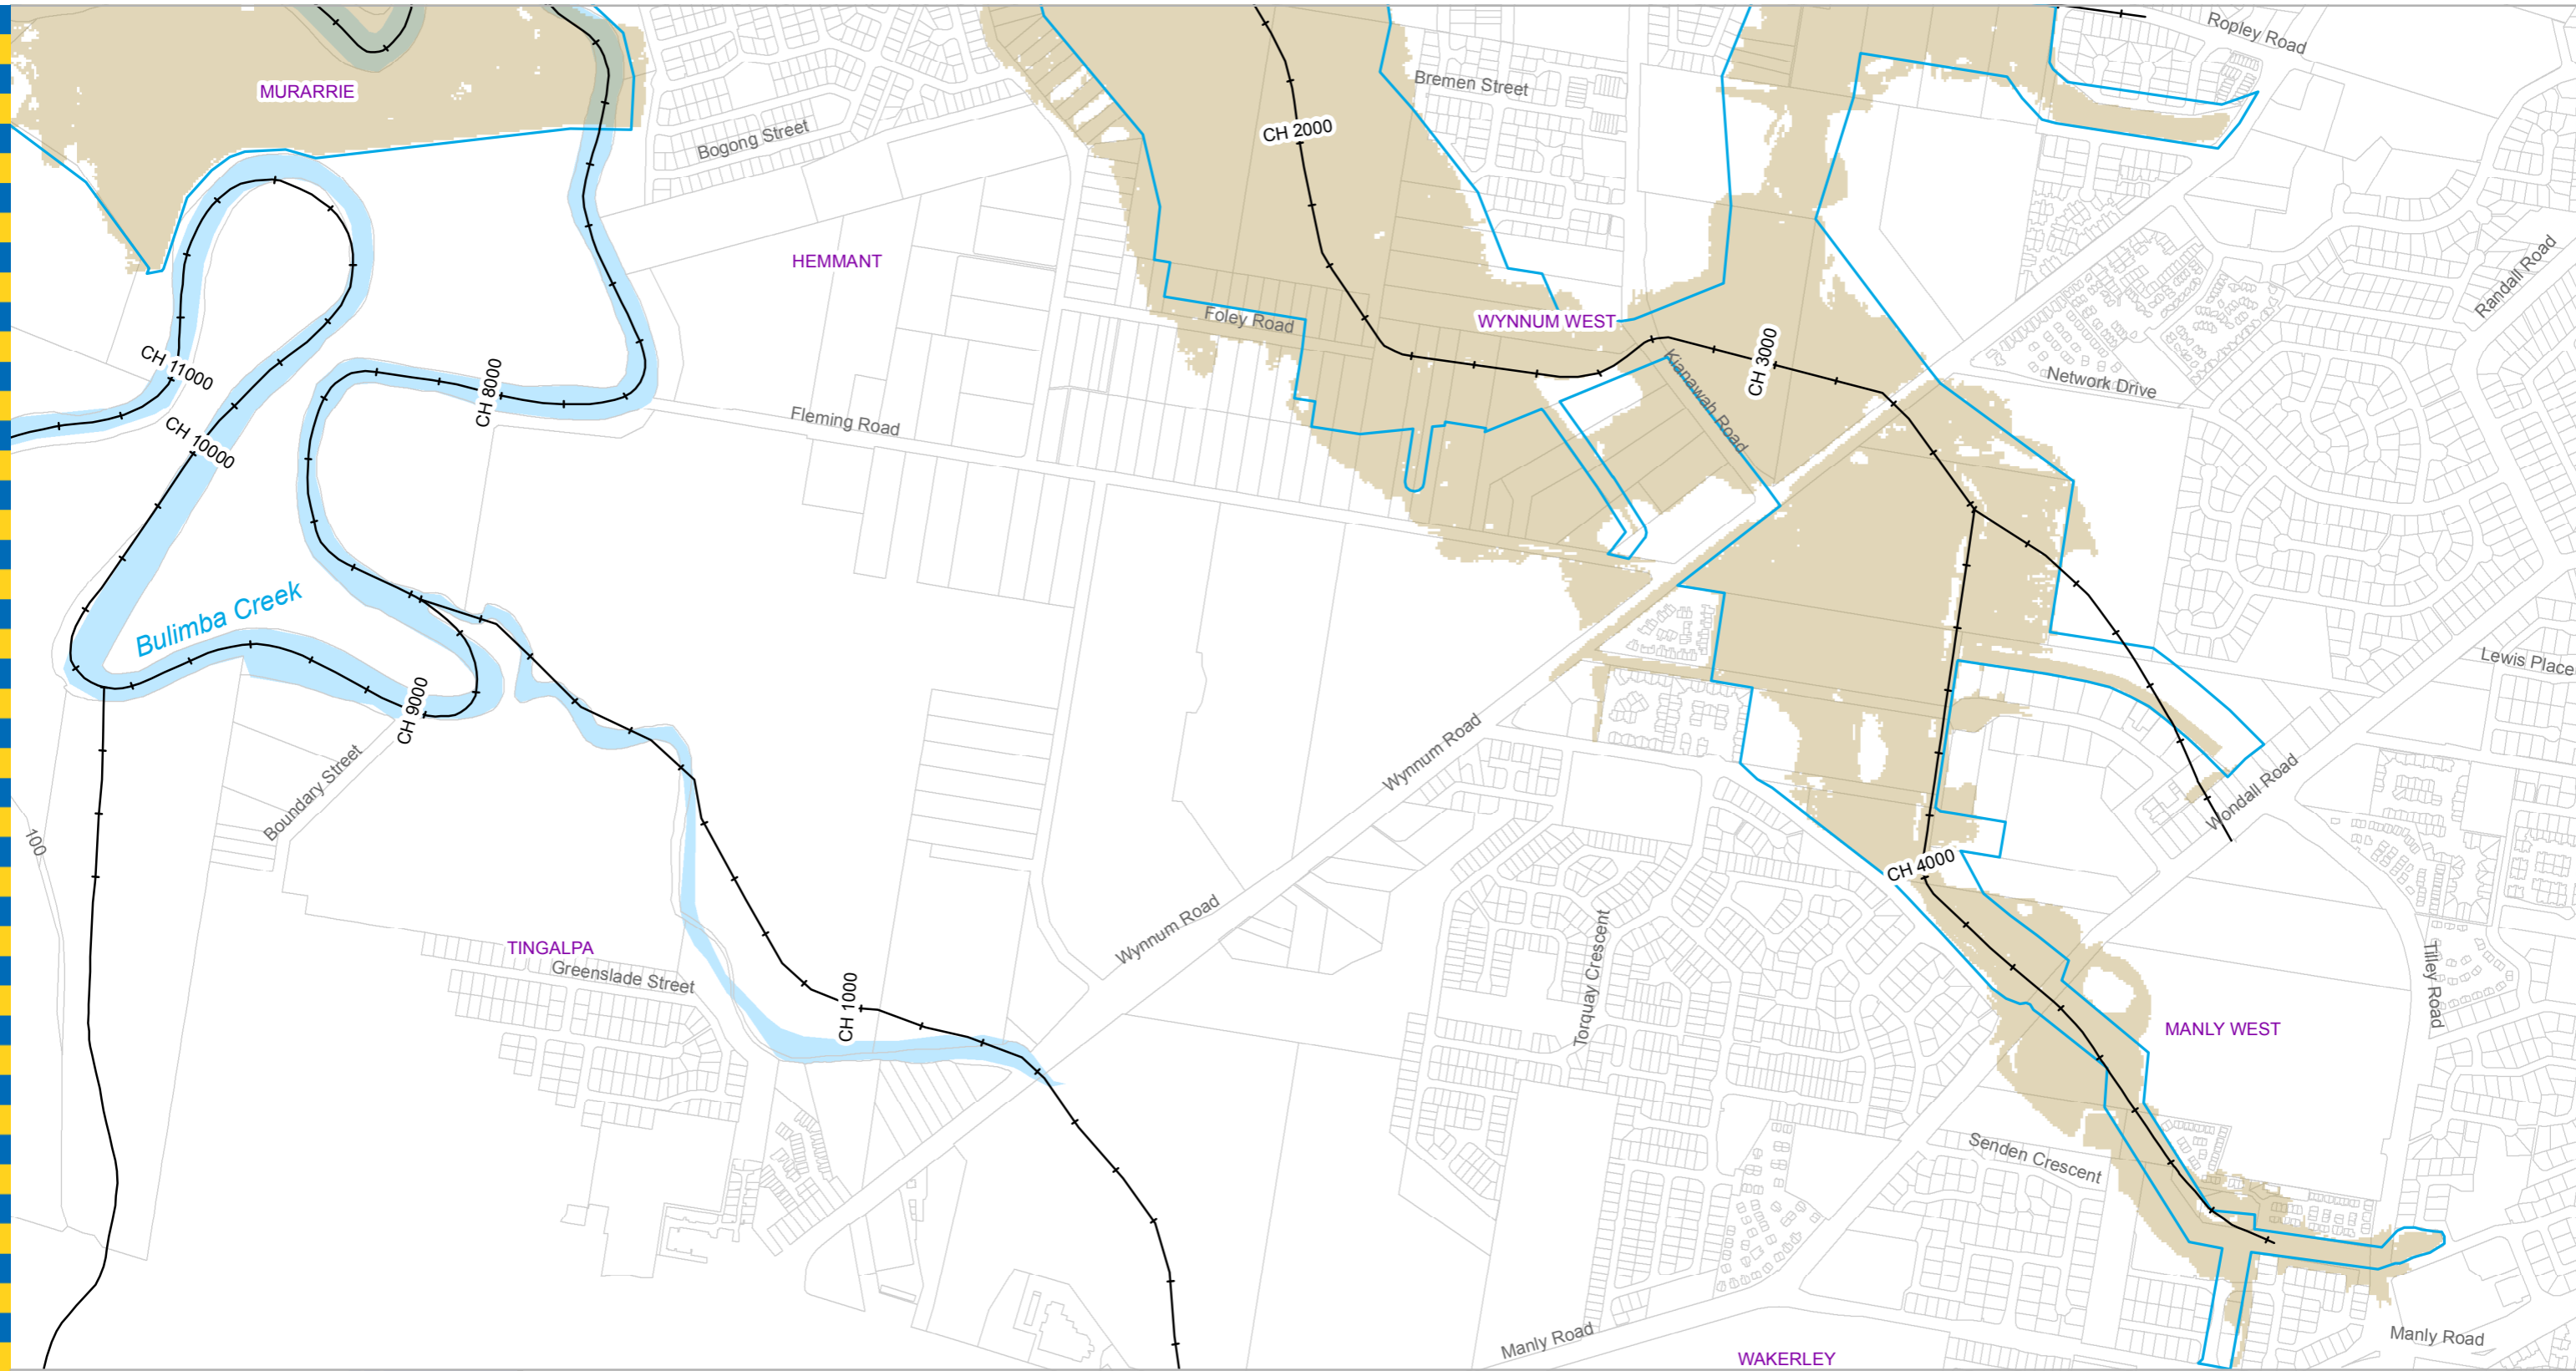 Ropley Road
MURARRIE
Bremen Street
CH 2000
Bogong Street
HEMMANT
Randall Road
Foley Road
WYNNUM WEST
CH 11000
CH 8000
Kianawah Road
CH 3000
Network Drive
Fleming Road
CH 10000
Bulimba Creek
Lewis Place
CH 9000
Boundary Street
Wynnum Road
Wondall Road
100
CH 4000
Wynnum Road
Torquay Crescent
TINGALPA
Greenslade Street
Tilley Road
CH 1000
MANLY WEST
Senden Crescent
Manly Road
Manly Road
WAKERLEY